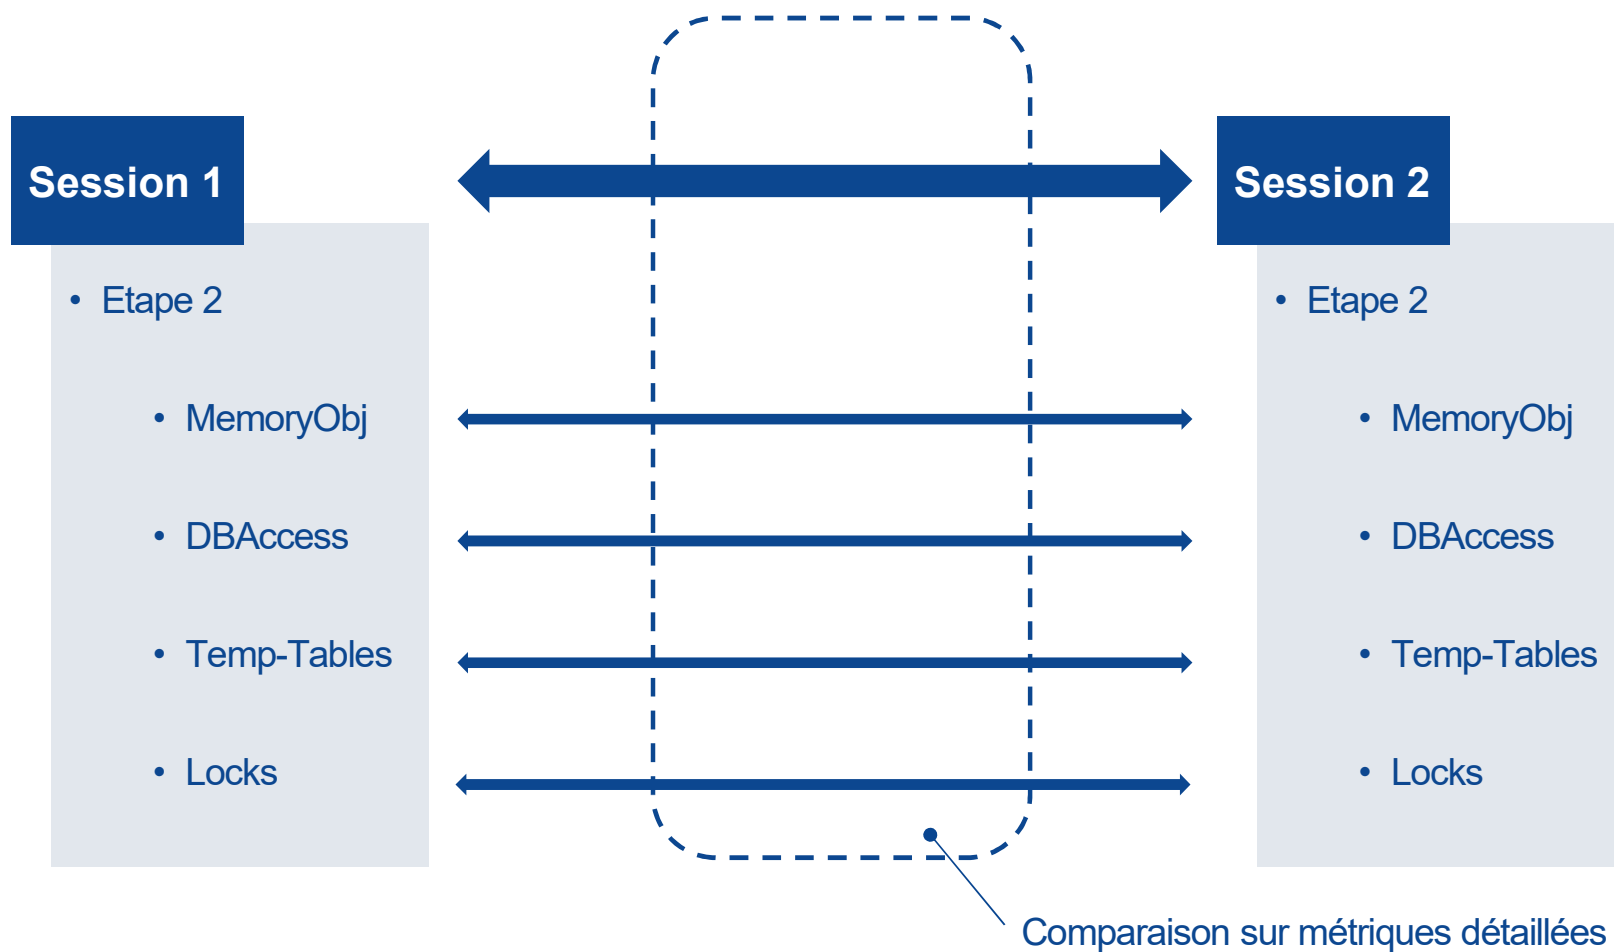 Session 1
• Etape 2
• MemoryObj
• DBAccess
• Temp-Tables
• Locks
Session 2
• Etape 2
• MemoryObj
• DBAccess
• Temp-Tables
• Locks
Comparaison sur métriques détaillées